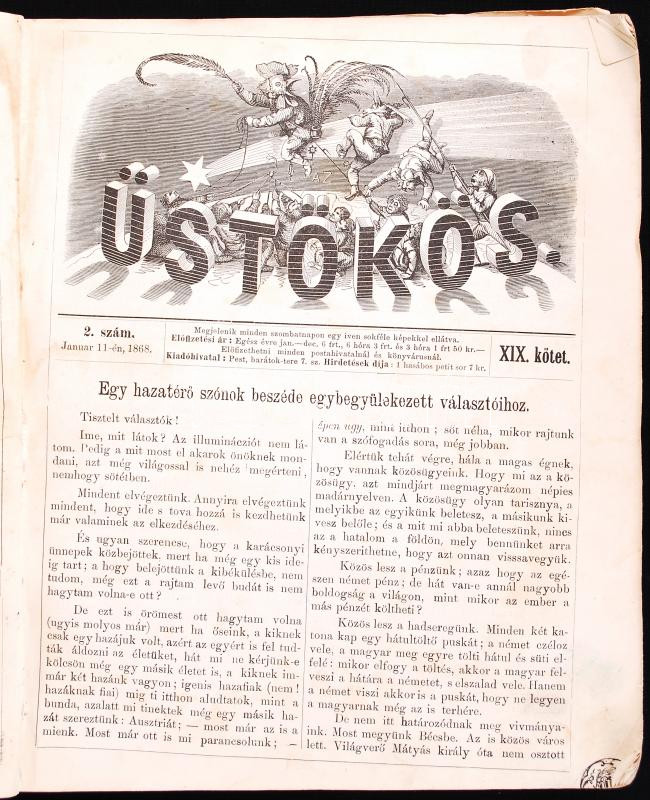 ÜSTÖKÖS.
2. szám.
Januar 11-én, 1868.
Megjelenik minden szombatnapon egy iven sokféle képekkel ellátva.
Előfizetési ár : Egész évre jan.—dec. 6 frt., 6 hóra 3 frt. és 3 hóra 1 frt 50 kr.—
Előfizethetni minden postahivatalnál és könyvárusnál.
Kiadóhivatal : Pest, barátok-tere 7. sz. Hirdetések dija : 1 hasábos petit sor 7 kr.
XIX. kötet.
Egy hazatérő szónok beszéde egybegyülekezett választóihoz.
Tisztelt választók !
Ime, mit látok ? Az illuminácziót nem lá-
tom. Pedig a mit most el akarok önöknek mon-
dani, azt még világossal is nehéz megérteni,
nemhogy sötétben.
Mindent elvégeztünk. Annyira elvégeztünk
mindent, hogy ide s tova hozzá is kezdhetünk
már valaminek az elkezdéséhez.
És ugyan szerencse, hogy a karácsonyi
ünnepek közbejöttek. mert ha még egy kis ide-
ig tart ; a hogy belejöttünk a kibékülésbe, nem
tudom, még ezt a rajtam levő budát is nem
hagytam volna-e ott ?
De ezt is örömest ott hagytam volna
(ugyis molyos már) mert ha őseink, a kiknek
csak egy hazájuk volt, azért az egyért is fel tud-
ták áldozni az életüket, hát mi ne kérjünk-e
kölcsön még egy másik életet is, a kiknek im-
már két hazánk vagyon ; igenis hazafiak (nem !
hazáknak fiai) mig ti itthon aludtatok, mint a
bunda, azalatt mi tinektek még egy másik ha-
zát szereztünk : Ausztriát ; — most már az is a
mienk. Most már ott is mi parancsolunk ; —
épen ugy, mint itthon ; sőt néha, mikor rajtunk
van a szófogadás sora, még jobban.
Elértük tehát végre, hála a magas égnek,
hogy vannak közösügyeink. Hogy mi az a kö-
zösügy, azt mindjárt megmagyarázom népies
madárnyelven. A közösügy olyan tarisznya, a
melyikbe az egyikünk beletesz, a másikunk ki-
vesz belőle ; és a mit mi abba beleteszünk, nincs
az a hatalom a földön, mely bennünket arra
kényszerithetne, hogy azt onnan visssavegyük.
Közös lesz a pénzünk ; azaz hogy az egé-
szen német pénz ; de hát van-e annál nagyobb
boldogság a világon, mint mikor az ember a
más pénzét költheti ?
Közös lesz a hadseregünk. Minden két ka-
tona kap egy hátultöltő puskát ; a német czéloz
vele, a magyar meg egyre tölti hátul és süti el-
felé : mikor elfogy a töltés, akkor a magyar fel-
veszi a hátára a németet, s elszalad vele. Hanem
a német viszi akkor is a puskát, hogy ne legyen
a magyarnak még az is terhére.
De nem itt határozódnak meg vivmánya-
ink. Most megyünk Bécsbe. Az is közös város
lett. Világverő Mátyás király óta nem osztott